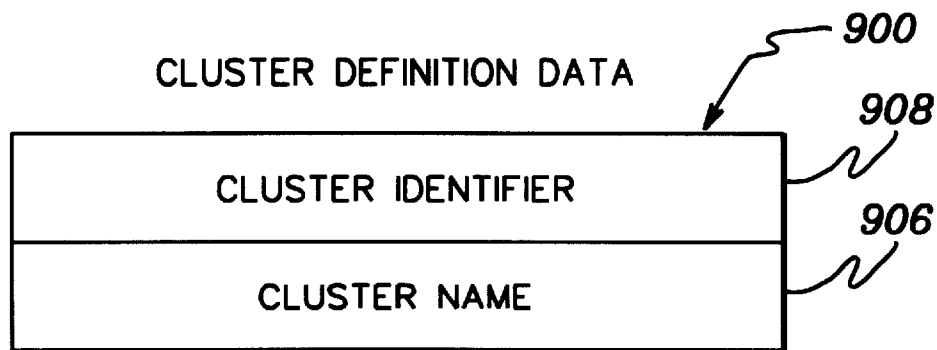 900
CLUSTER DEFINITION DATA
908
CLUSTER IDENTIFIER
906
CLUSTER NAME